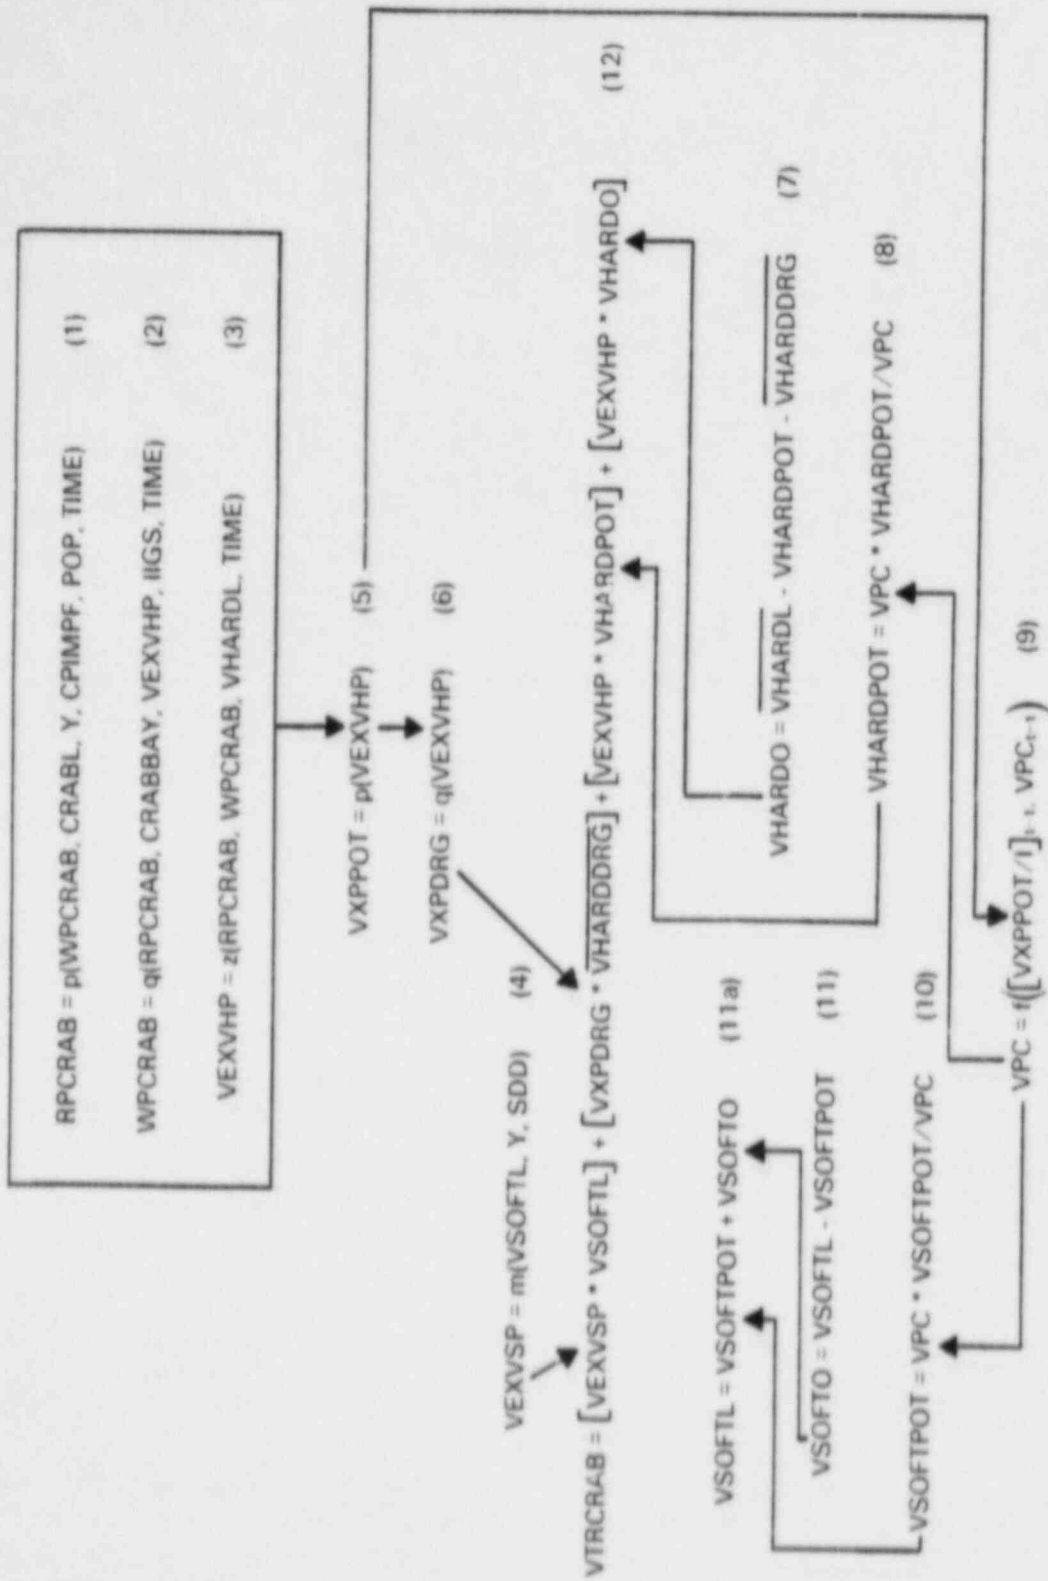 RPCRAB = p(WPCRAB, CRABL, Y, CPIMPF, POP, TIME) (1)
WPCRAB = q(RPCRAB, CRABBAY, VEXVHP, IIGS, TIME) (2)
VEXVHP = z(RPCRAB, WPCRAB, VHARDL, TIME) (3)
VXPPOT = p(VEXVHP) (5)
VXPDRG = q(VEXVHP) (6)
VEXVSP = m(VSOFTL, Y, SDD) (4)
VTRCRAB = [VEXVSP * VSOFTL] + [VXPDRG * VHARDDRG] + [VEXVHP * VHARDPOT] + [VEXVHP * VHARDO] (12)
VSOFTL = VSOFTPOT + VSOFTO (11a)
VHARDO = VHARDL - VHARDPOT - VHARDDRG (7)
VSOFTO = VSOFTL - VSOFTPOT (11)
VHARDPOT = VPC * VHARDPOT/VPC (8)
VSOFTPOT = VPC * VSOFTPOT/VPC (10)
VPC = f([VXPPOT/I]t-1, VPCt-1) (9)